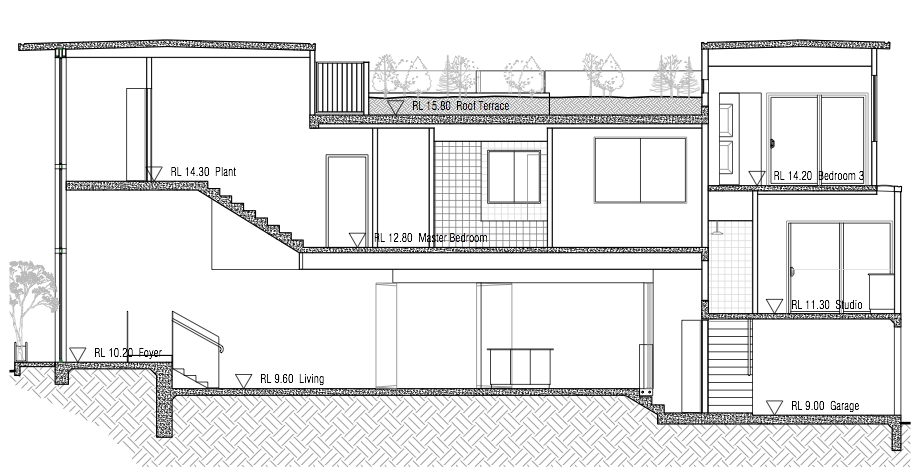 RL 15.80 Roof Terrace
RL 14.30 Plant
RL 14.20 Bedroom 3
RL 12.80 Master Bedroom
RL 11.30 Studio
RL 10.20 Foyer
RL 9.60 Living
RL 9.00 Garage